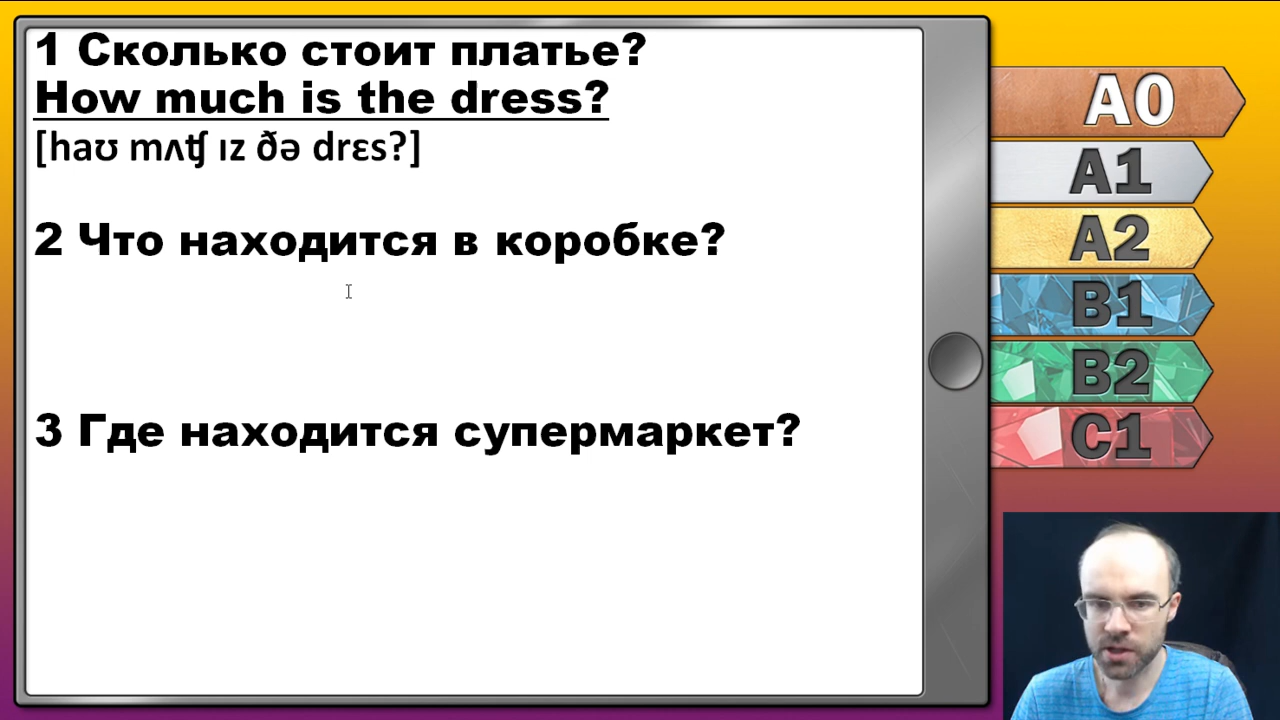 1 Сколько стоит платье?
How much is the dress?
[haʊ mʌʧ ɪz ðə drɛs?]
2 Что находится в коробке?
3 Где находится супермаркет?
A0
A1
A2
B1
B2
C1